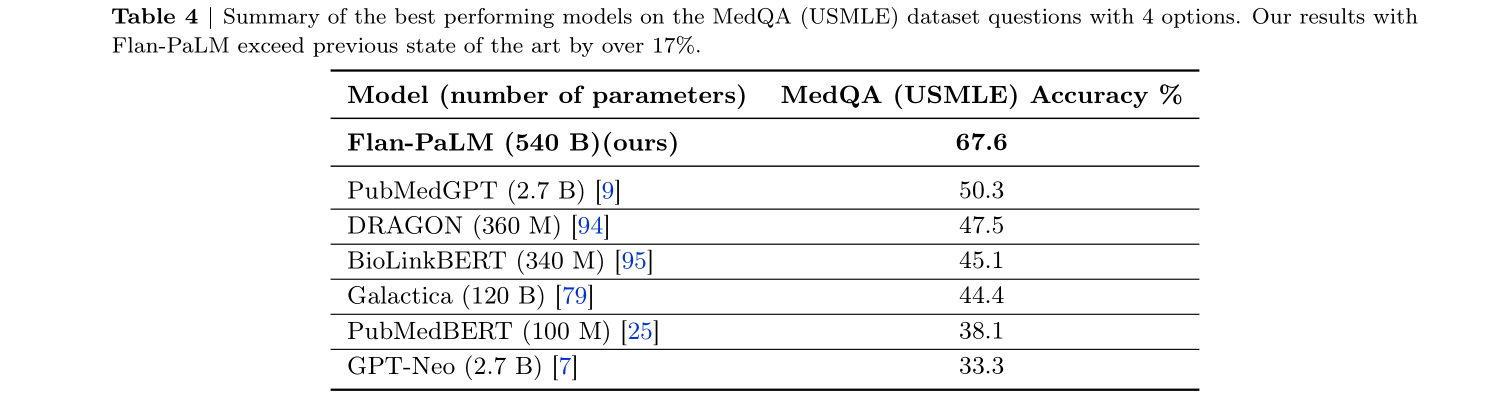 Table 4 | Summary of the best performing models on the MedQA (USMLE) dataset questions with 4 options. Our results with
Flan-PaLM exceed previous state of the art by over 17%.
Model (number of parameters) MedQA (USMLE) Accuracy %
Flan-PaLM (540 B)(ours) 67.6
PubMedGPT (2.7 B) [9] 50.3
DRAGON (360 M) [94] 47.5
BioLinkBERT (340 M) [95] 45.1
Galactica (120 B) [79] 44.4
PubMedBERT (100 M) [25] 38.1
GPT-Neo (2.7 B) [7] 33.3